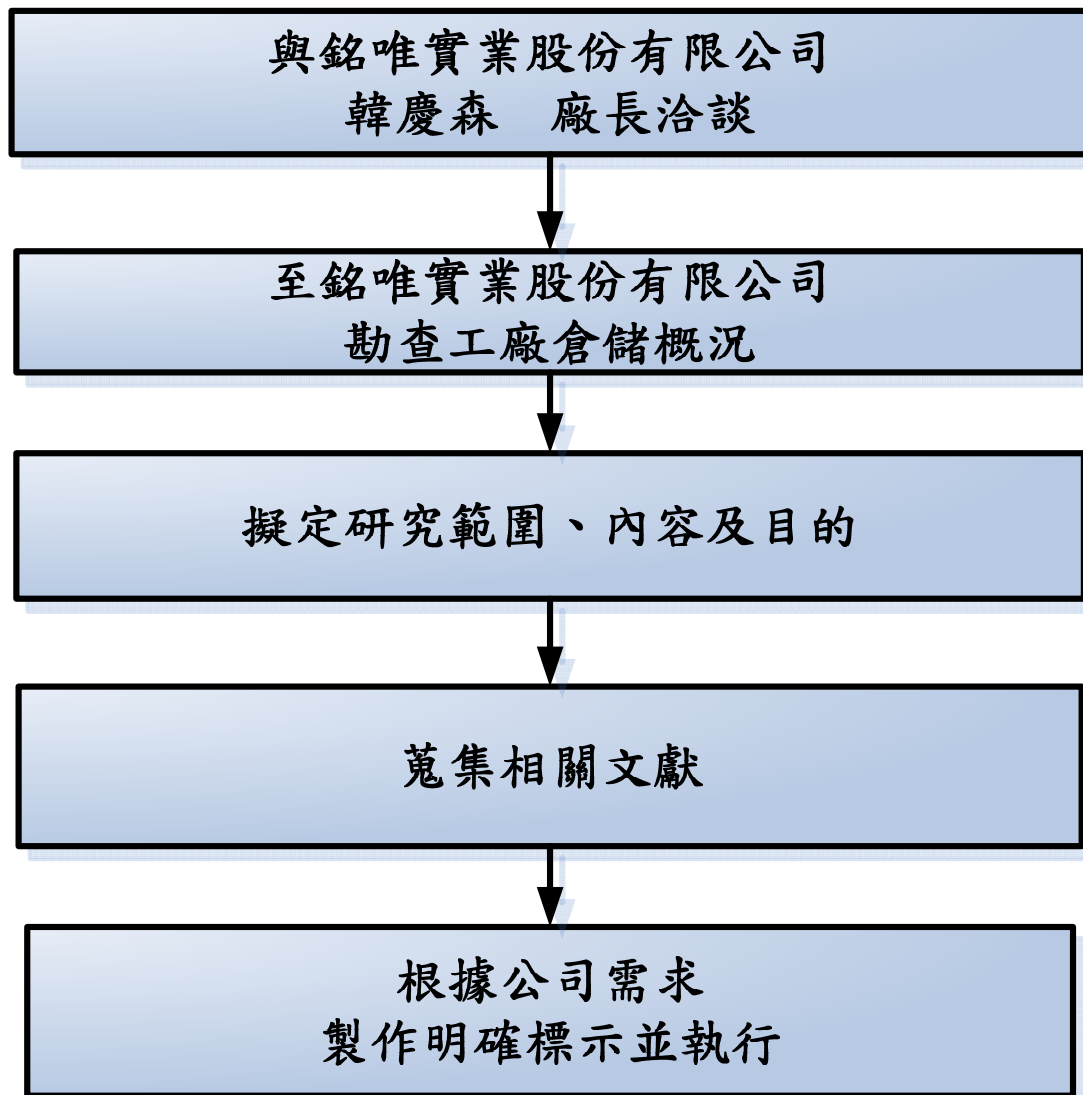 與銘唯實業股份有限公司
韓慶森　廠長洽談
至銘唯實業股份有限公司
勘查工廠倉儲概況
擬定研究範圍、內容及目的
蒐集相關文獻
根據公司需求
製作明確標示並執行